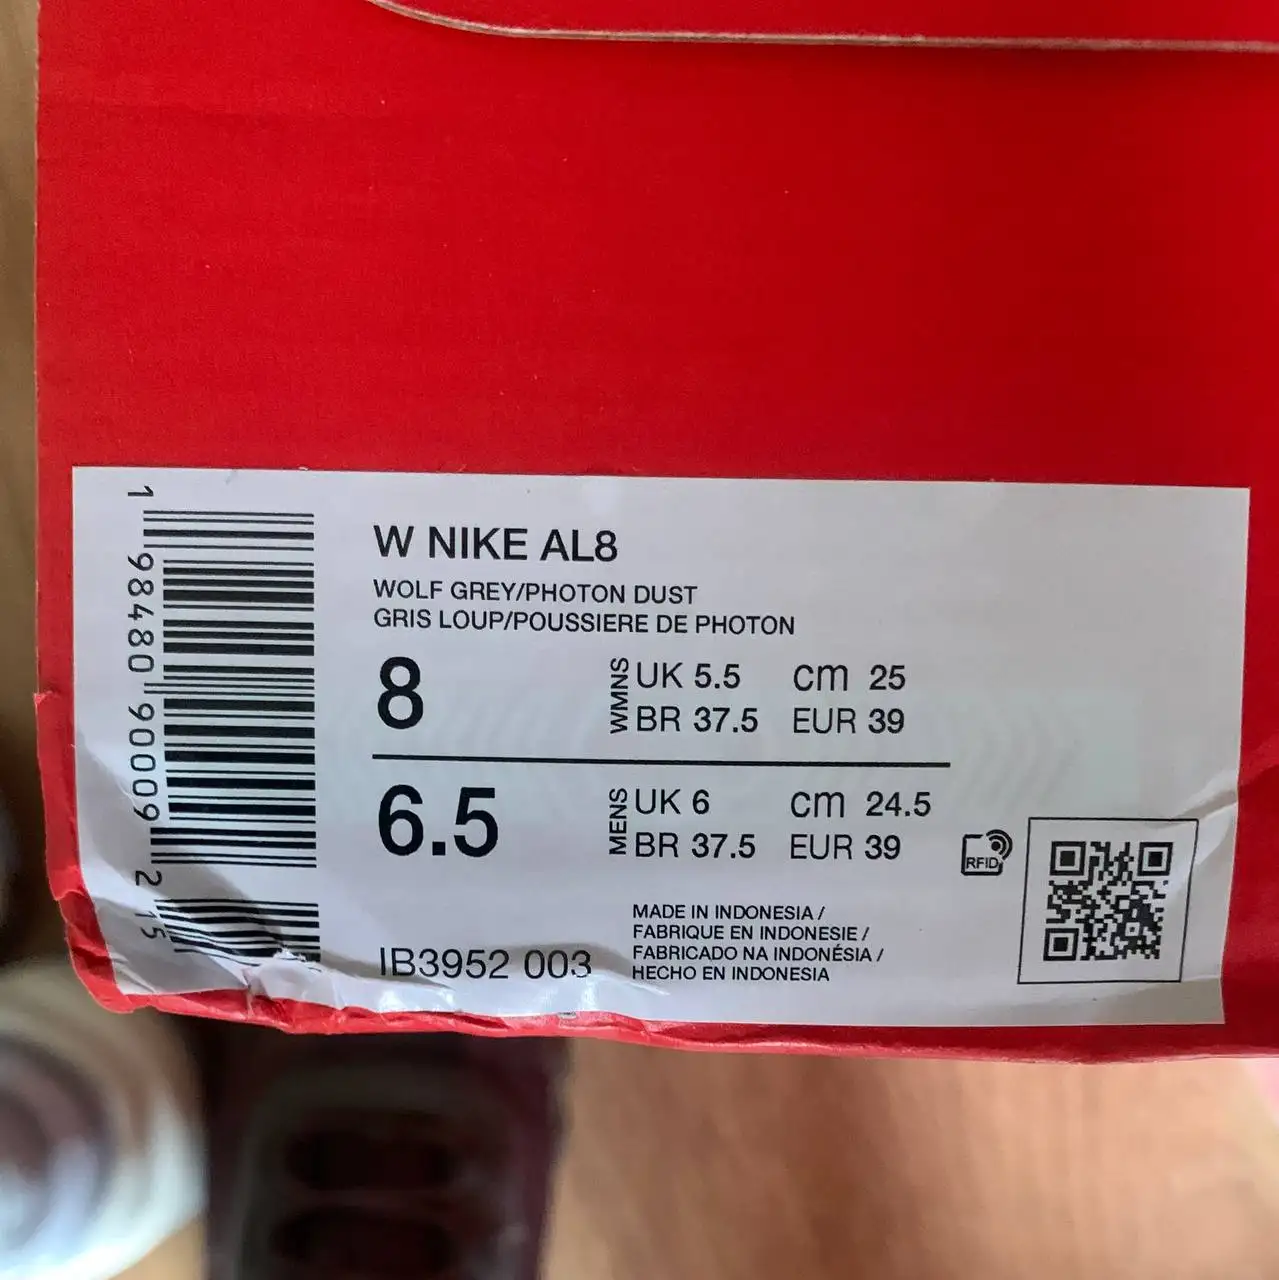 W NIKE AL8
WOLF GREY/PHOTON DUST
GRIS LOUP/POUSSIERE DE PHOTON
8
WMNS
UK 5.5 cm 25
BR 37.5 EUR 39
6.5
MENS
UK 6 cm 24.5
BR 37.5 EUR 39
RFID
IB3952 003
MADE IN INDONESIA /
FABRIQUE EN INDONESIE /
FABRICADO NA INDONÉSIA /
HECHO EN INDONESIA
1 98480 90009 2 15